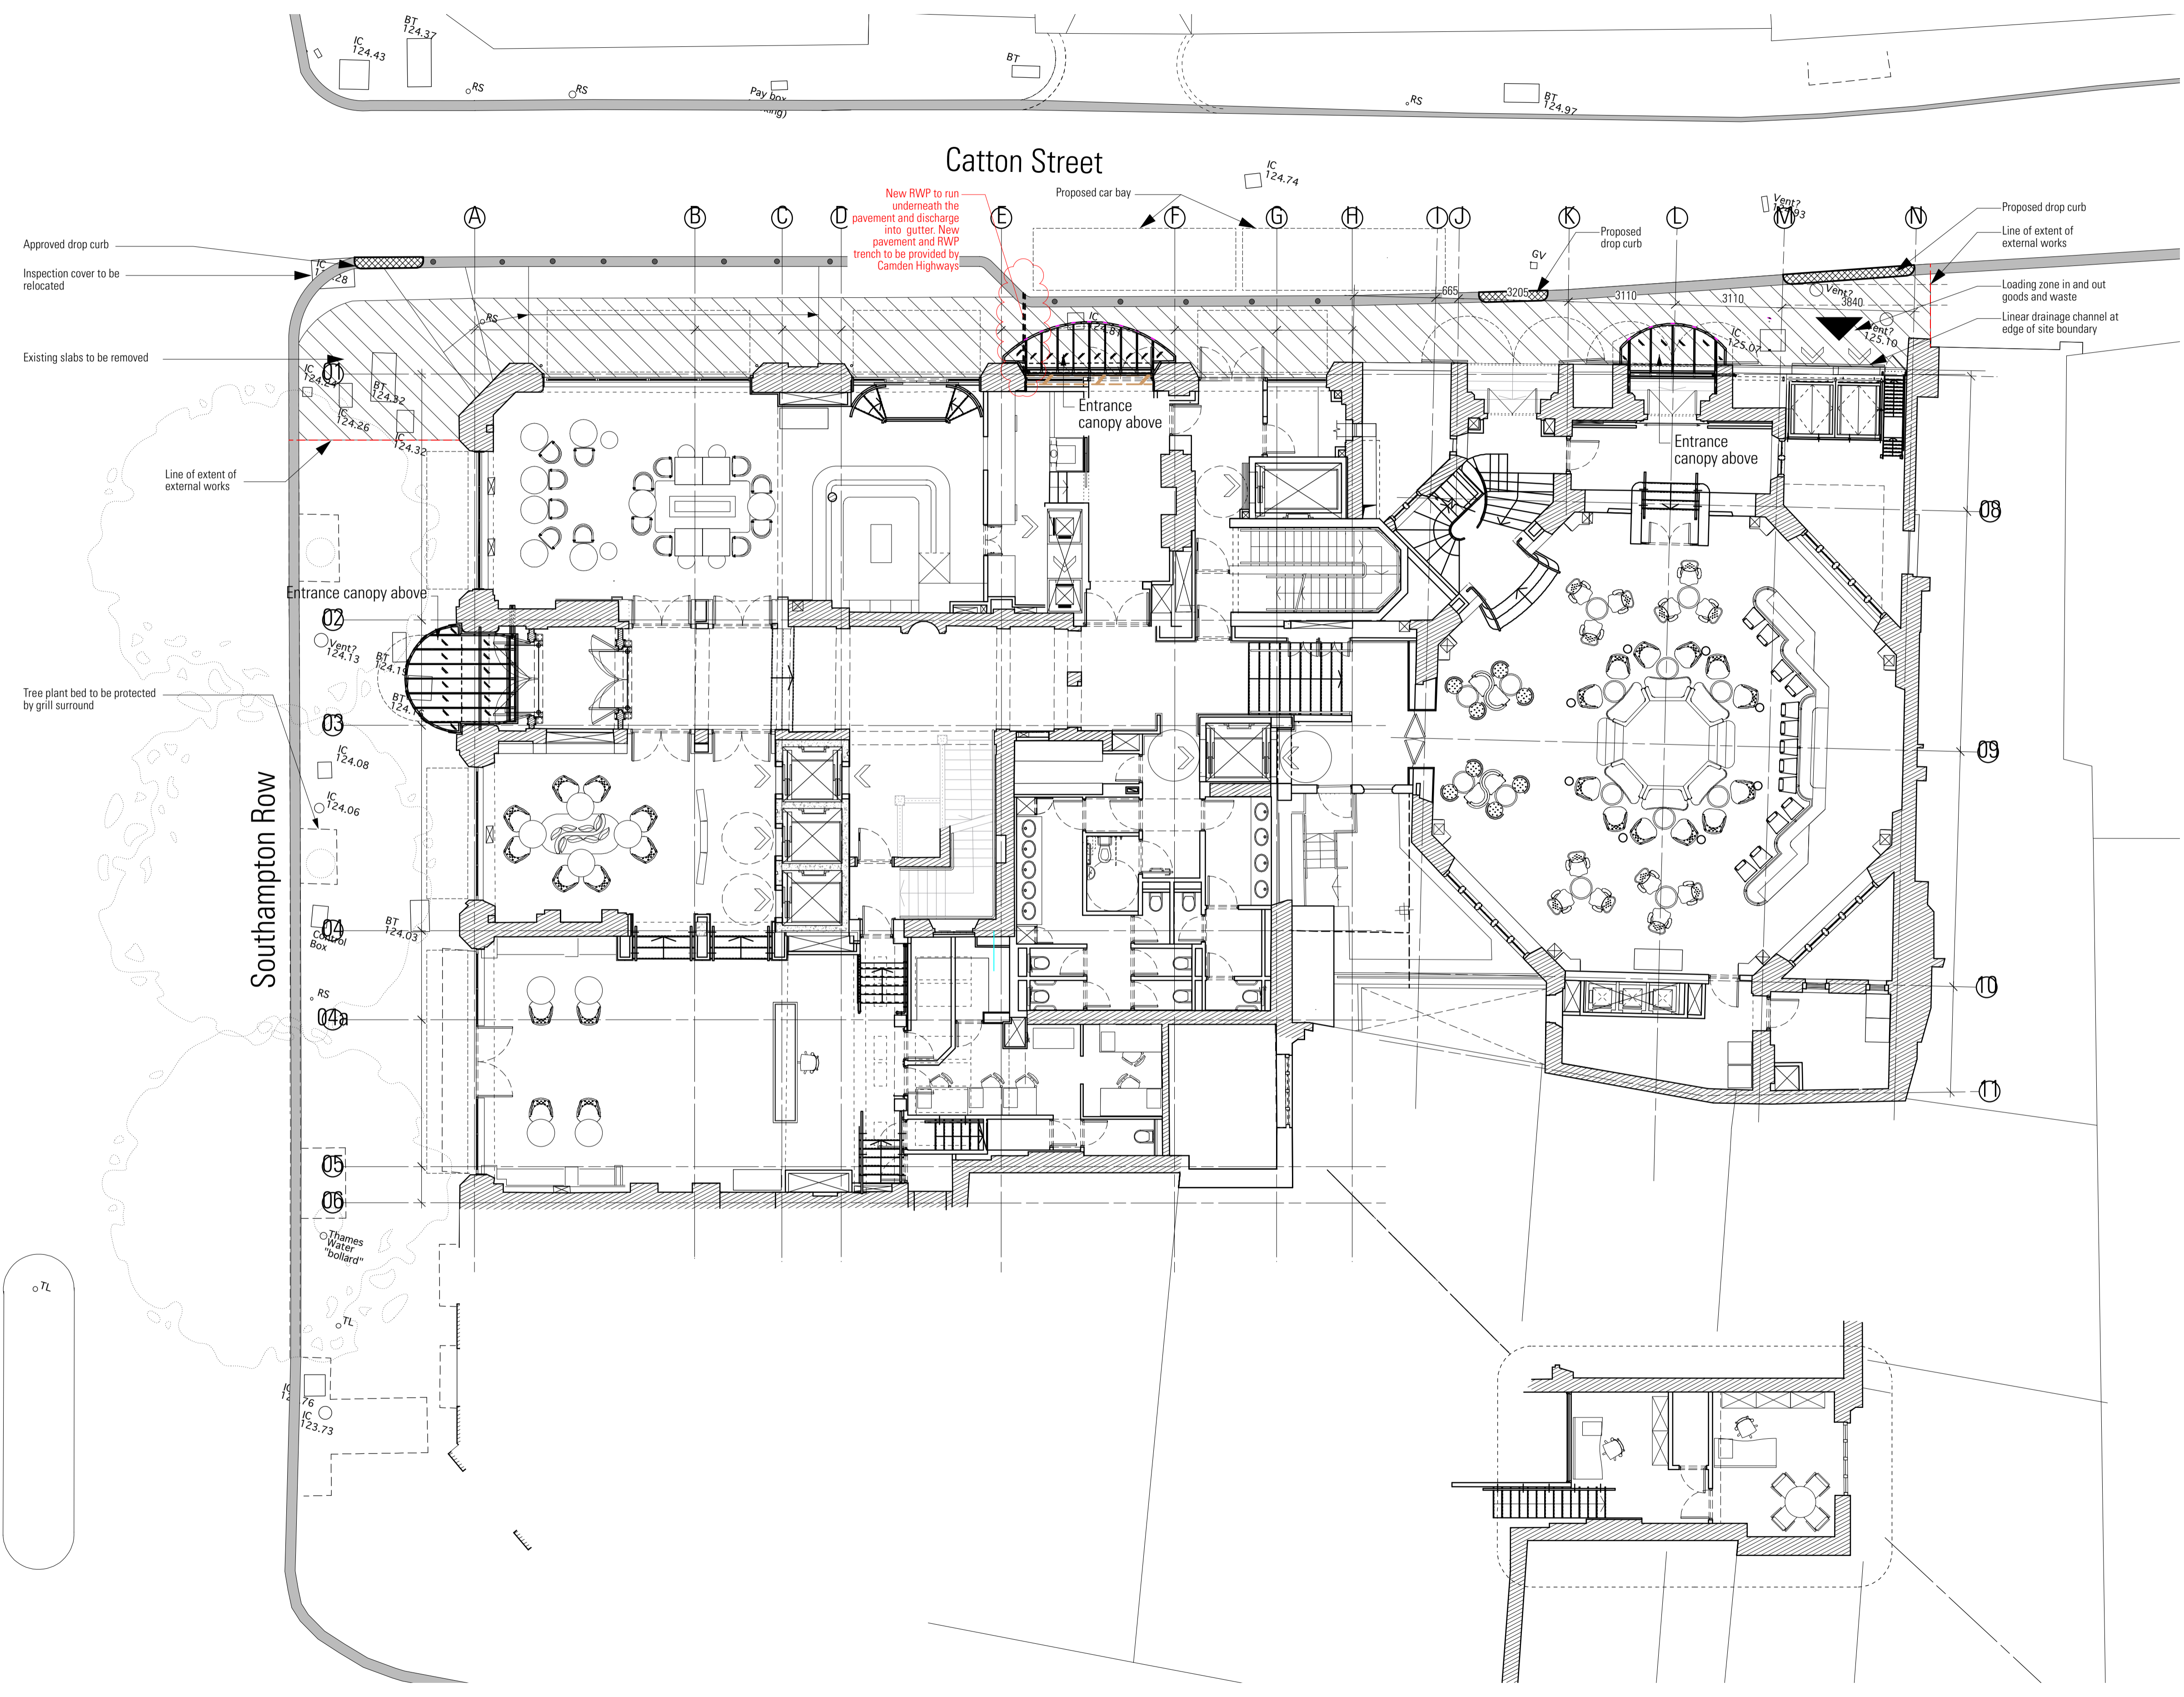 BT
124.37
IC
124.43
RS
RS
Pay box
BT
RS
BT
124.97
Catton Street
IC
124.74
New RWP to run
underneath the
pavement and discharge
into gutter. New
pavement and RWP
trench to be provided by
Camden Highways
Proposed car bay
Vent?
Proposed drop curb
Line of extent of
external works
Loading zone in and out
goods and waste
Linear drainage channel at
edge of site boundary
Proposed
drop curb
GV
A
B
C
D
E
F
G
H
I
J
K
L
M
N
Approved drop curb
Inspection cover to be
relocated
Existing slabs to be removed
Line of extent of
external works
IC
RS
665
3205
3110
3110
3840
Vent?
125.10
IC
125.07
IC
Vent?
01
IC
BT
124.32
IC
124.26
IC
124.32
Entrance
canopy above
Entrance
canopy above
08
Entrance canopy above
02
Vent?
124.13
BT
124.19
BT
Tree plant bed to be protected
by grill surround
03
IC
124.08
09
IC
124.06
Southampton Row
04
Control
Box
BT
124.03
RS
04a
10
11
05
06
Thames
Water
"bollard"
TL
TL
IC
IC
123.73